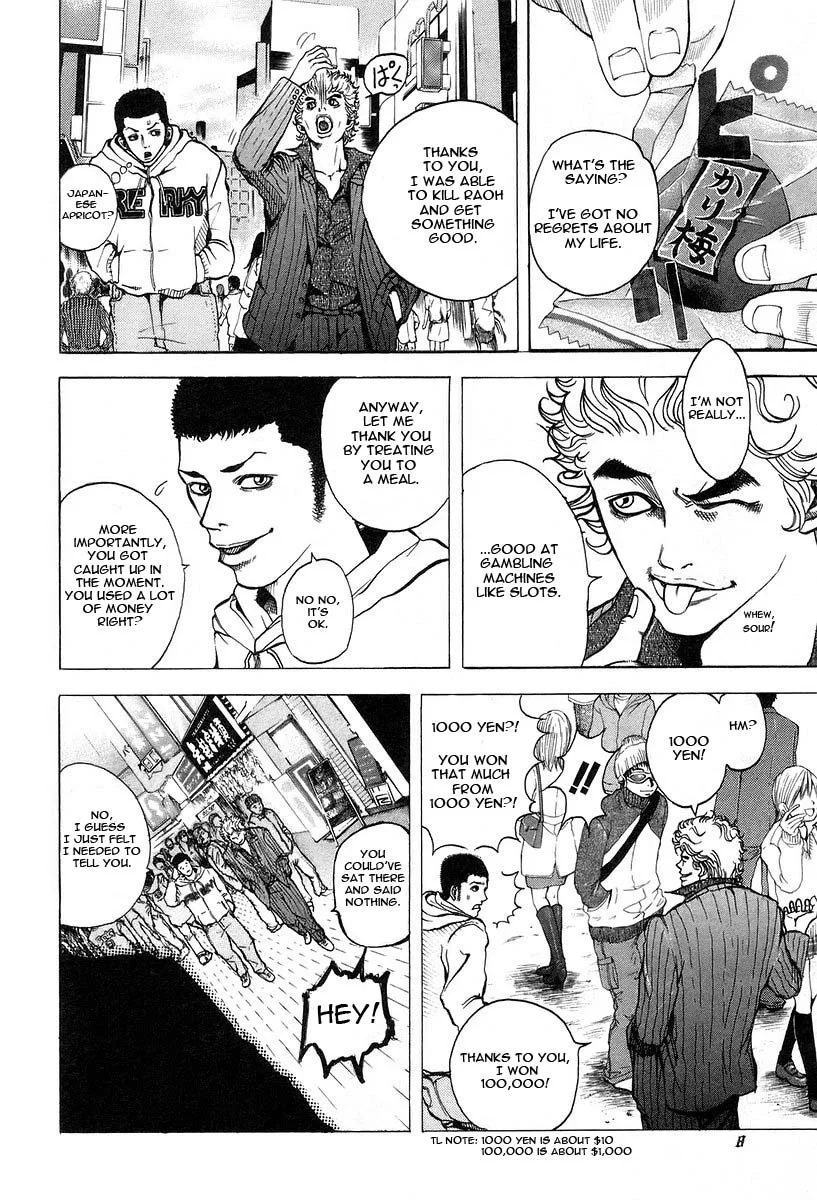 ピ
かり梅
WHAT'S THE
SAYING?
I'VE GOT NO
REGRETS ABOUT
MY LIFE.
ぱくっ
THANKS
TO YOU,
I WAS ABLE
TO KILL RAOH
AND GET
SOMETHING
GOOD.
JAPAN-
ESE
APRICOT?
I'M NOT
REALLY...
...GOOD AT
GAMBLING
MACHINES
LIKE SLOTS.
WHEW,
SOUR!
ANYWAY,
LET ME
THANK YOU
BY TREATING
YOU TO
A MEAL.
NO NO,
IT'S
OK.
MORE
IMPORTANTLY,
YOU GOT
CAUGHT UP IN
THE MOMENT.
YOU USED A LOT
OF MONEY
RIGHT?
HM?
1000
YEN!
1000 YEN?!
YOU WON
THAT MUCH
FROM
1000 YEN?!
!!
THANKS TO YOU,
I WON
100,000!
YOU
COULD'VE
SAT THERE
AND SAID
NOTHING.
NO,
I GUESS
I JUST FELT
I NEEDED TO
TELL YOU.
HEY!
TL NOTE: 1000 YEN IS ABOUT $10
100,000 IS ABOUT $1,000
8